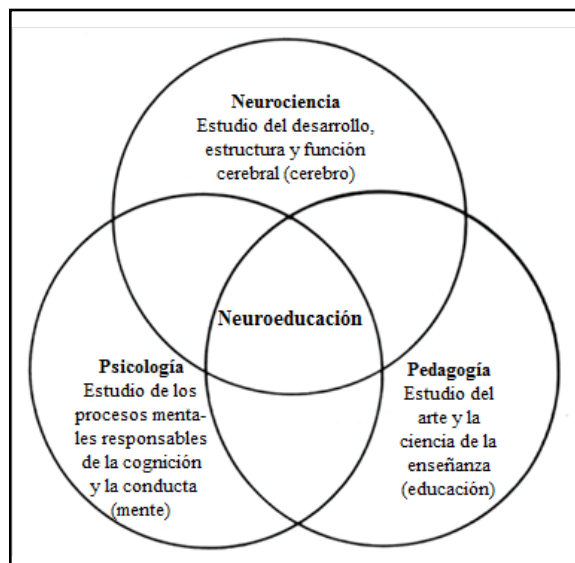 Neurociencia
Estudio del desarrollo,
estructura y función
cerebral (cerebro)
Neuroeducación
Psicología
Estudio de los
procesos menta-
les responsables
de la cognición
y la conducta
(mente)
Pedagogía
Estudio del
arte y la
ciencia de la
enseñanza
(educación)